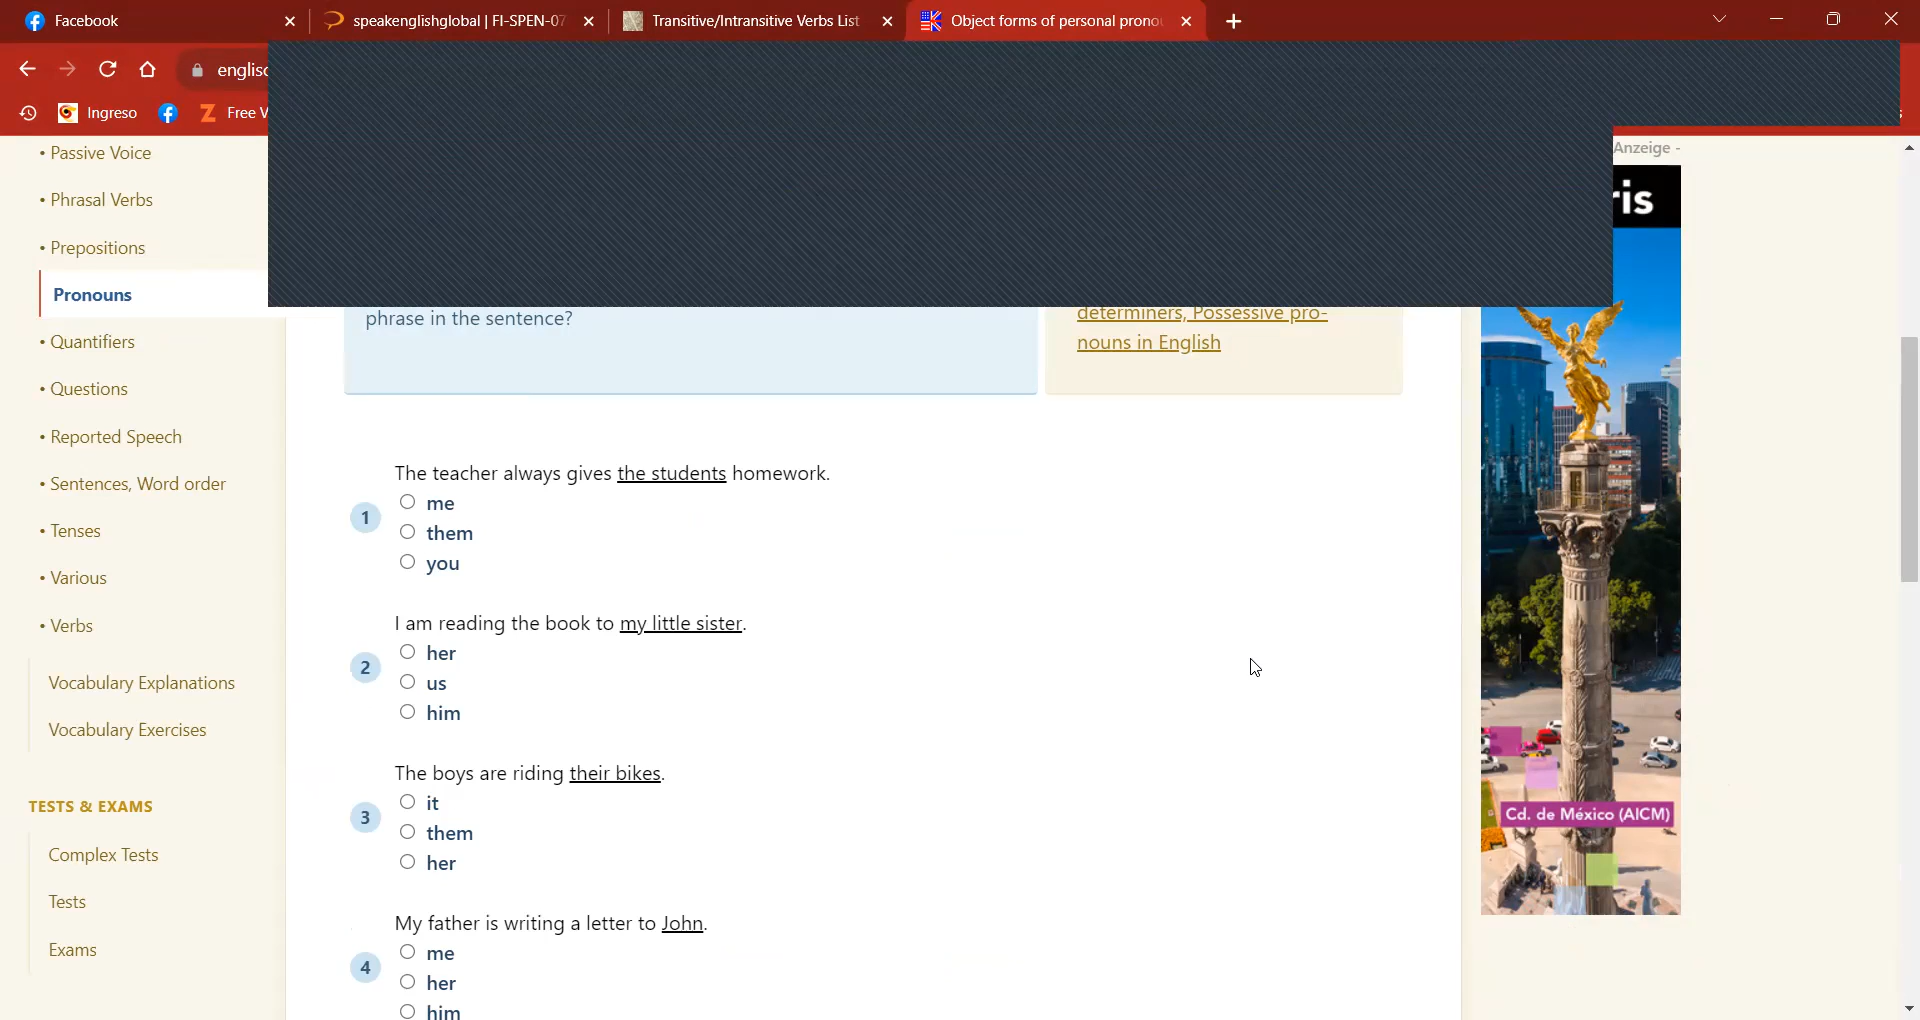 Facebook
speakenglishglobal | FI-SPEN-07
Transitive/Intransitive Verbs List
Object forms of personal prono
Ingreso
Free V
Anzeige -
• Passive Voice
• Phrasal Verbs
• Prepositions
Pronouns
• Quantifiers
• Questions
• Reported Speech
• Sentences, Word order
• Tenses
• Various
• Verbs
Vocabulary Explanations
Vocabulary Exercises
TESTS & EXAMS
Complex Tests
Tests
Exams
phrase in the sentence?
determiners, Possessive pro-
nouns in English
The teacher always gives the students homework.
1
me
them
you
I am reading the book to my little sister.
2
her
us
him
The boys are riding their bikes.
3
it
them
her
My father is writing a letter to John.
4
me
her
him
ris
Cd. de México (AICM)